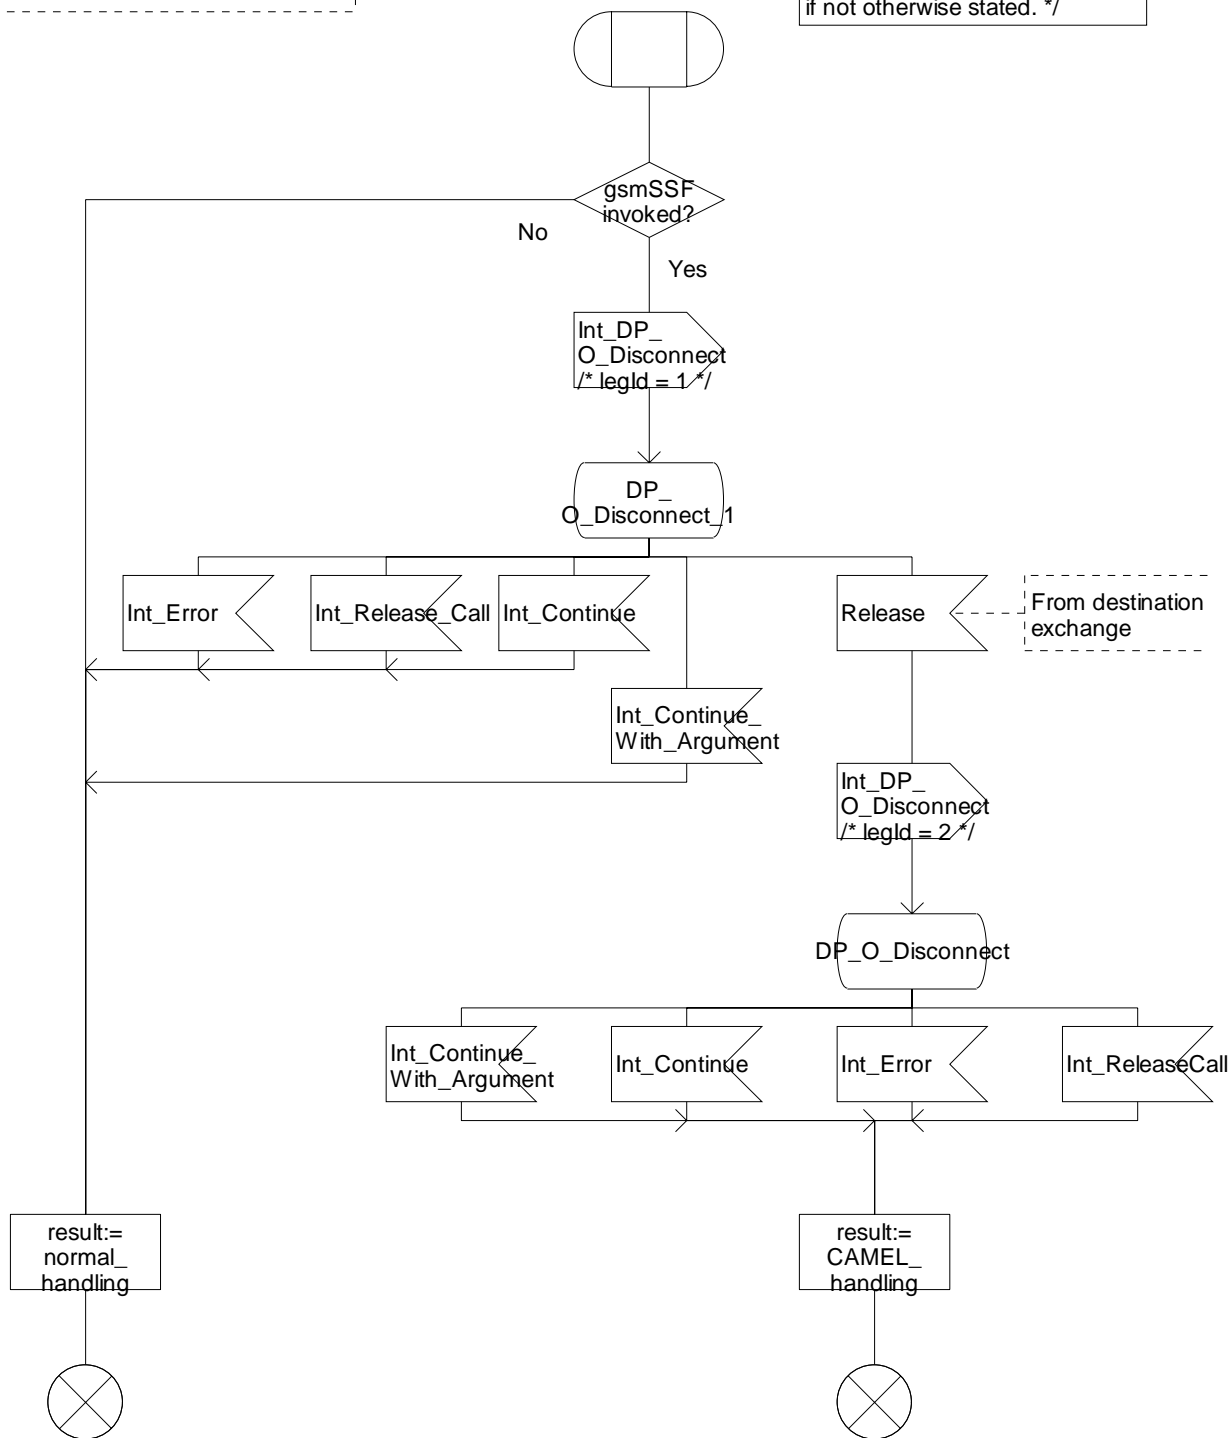 if not otherwise stated. */
gsmSSF
invoked?
No
Yes
Int_DP_
O_Disconnect
/* legId = 1 */
DP_
O_Disconnect_1
Int_Error
Int_Release_Call
Int_Continue
Release
From destination
exchange
Int_Continue_
With_Argument
Int_DP_
O_Disconnect
/* legId = 2 */
DP_O_Disconnect
Int_Continue_
With_Argument
Int_Continue
Int_Error
Int_ReleaseCall
result:=
normal_
handling
result:=
CAMEL_
handling